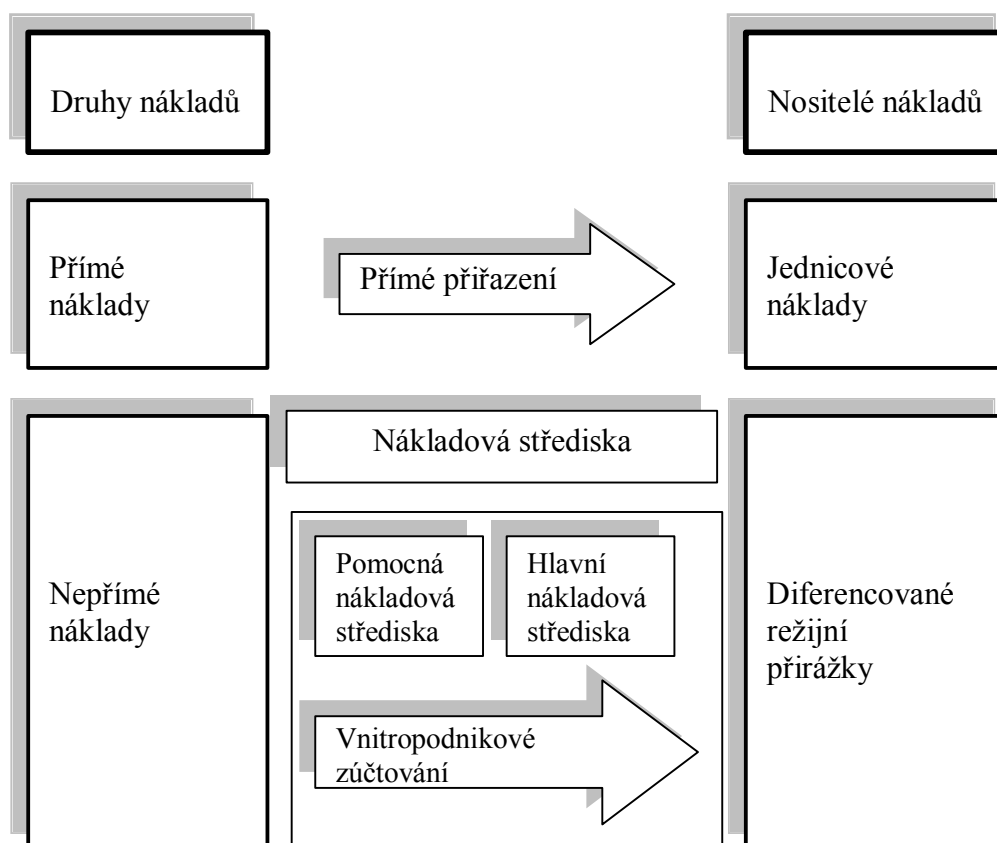 Druhy nákladů
Nositelé nákladů
Přímé
náklady
Přímé přiřazení
Jednicové
náklady
Nákladová střediska
Nepřímé
náklady
Pomocná
nákladová
střediska
Hlavní
nákladová
střediska
Vnitropodnikové
zúčtování
Diferencované
režijní
přirážky